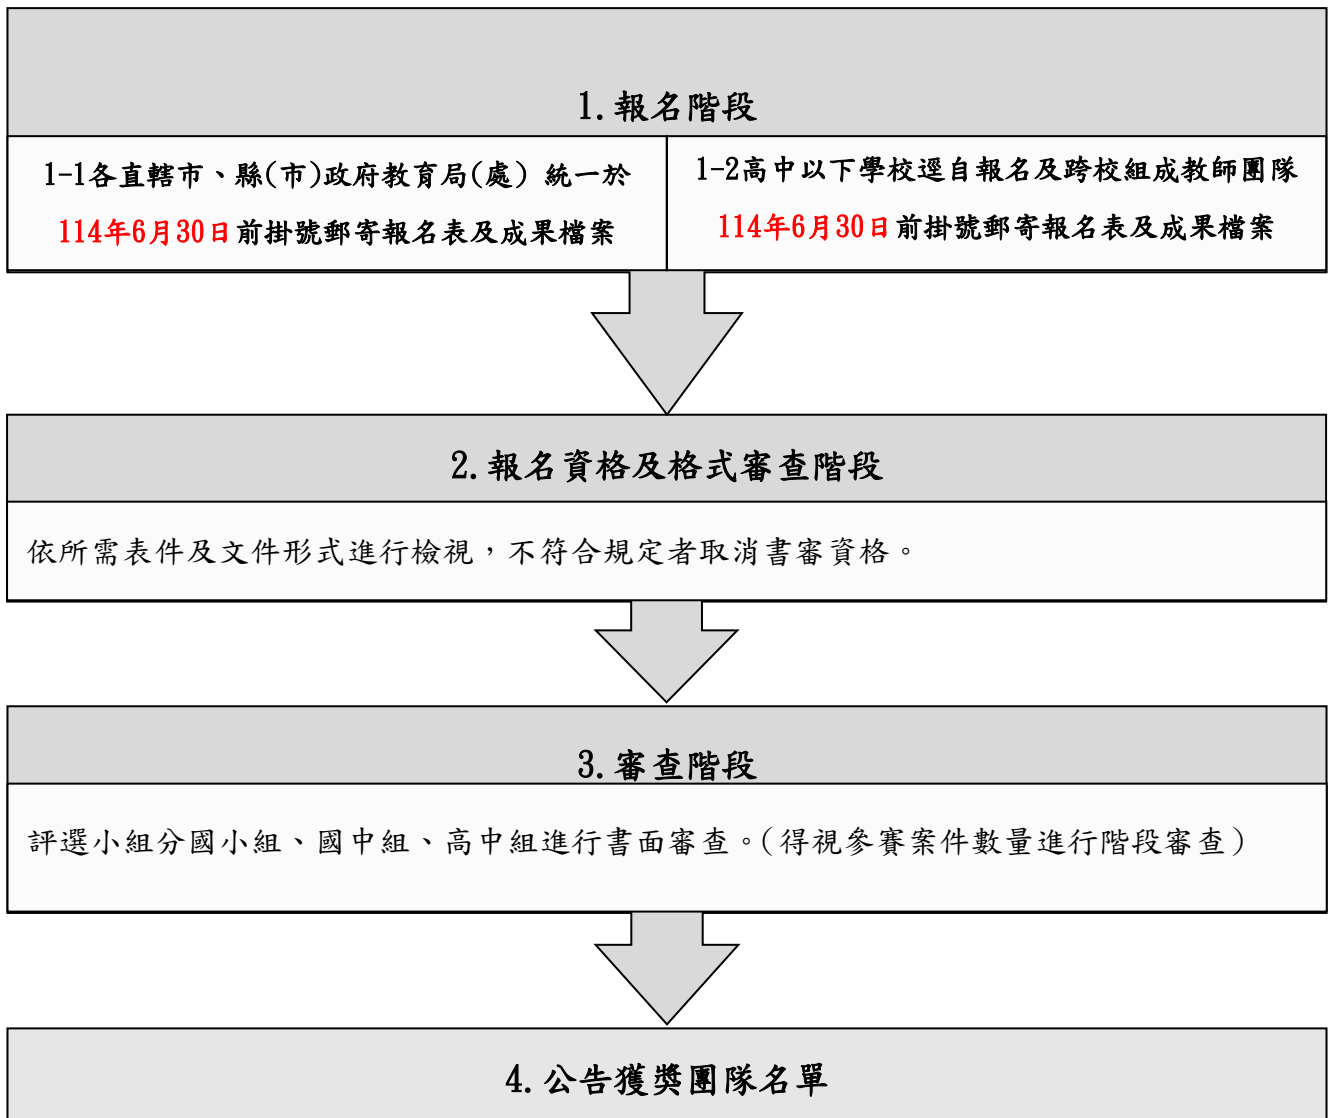 1.報名階段
1-1各直轄市、縣(市)政府教育局(處) 統一於
114年6月30日前掛號郵寄報名表及成果檔案
1-2高中以下學校逕自報名及跨校組成教師團隊
114年6月30日前掛號郵寄報名表及成果檔案
2.報名資格及格式審查階段
依所需表件及文件形式進行檢視，不符合規定者取消書審資格。
3.審查階段
評選小組分國小組、國中組、高中組進行書面審查。(得視參賽案件數量進行階段審查)
4.公告獲獎團隊名單